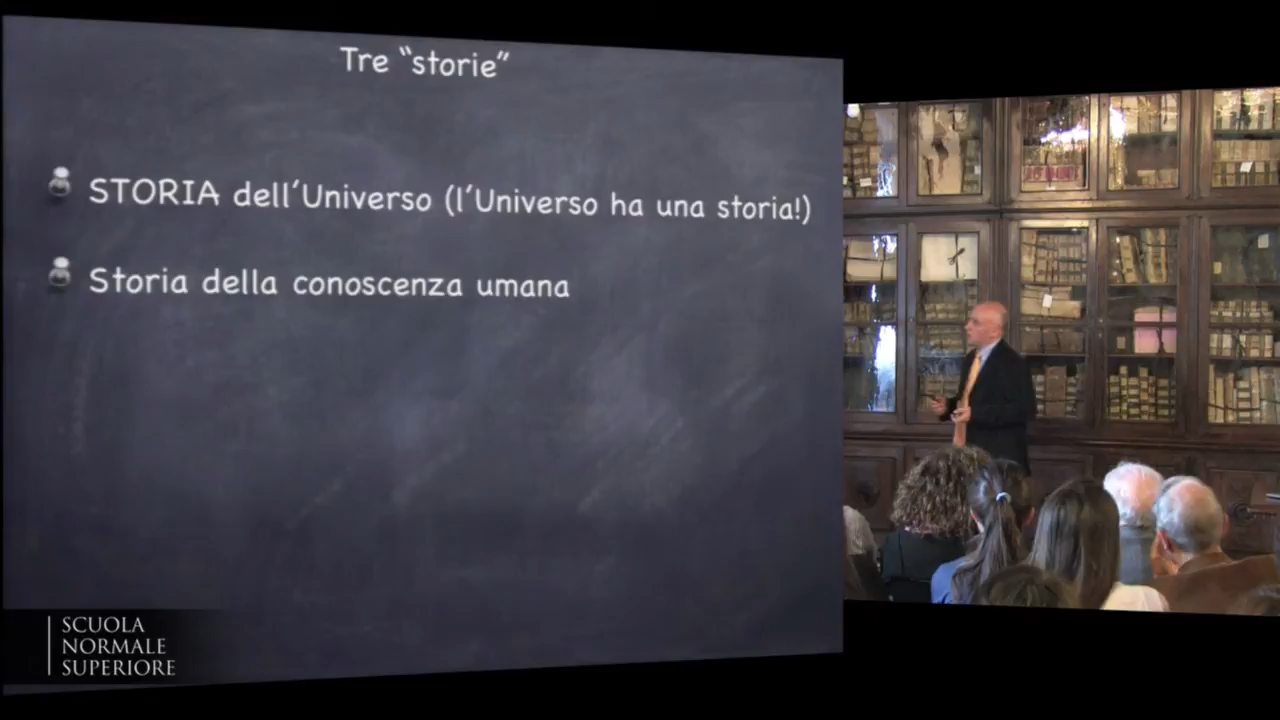 Tre “storie”
STORIA dell’Universo (l’Universo ha una storia!)
Storia della conoscenza umana
SCUOLA
NORMALE
SUPERIORE